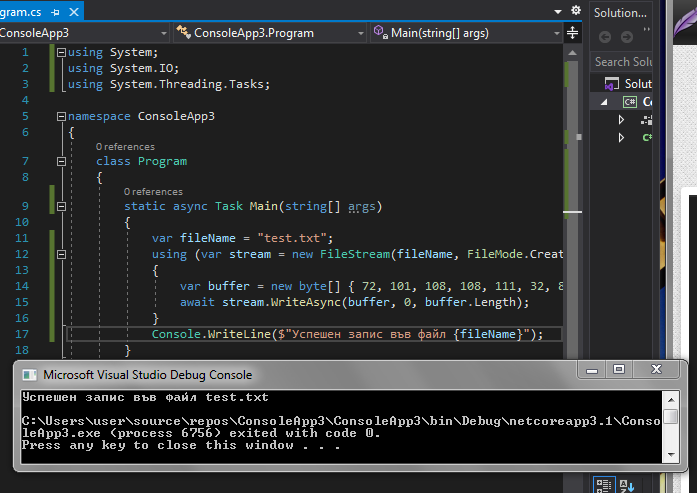 gram.cs
Solution...
ConsoleApp3
ConsoleApp3.Program
Main(string[] args)
Search Solu
Solut
Co
C#
1 using System;
2 using System.IO;
3 using System.Threading.Tasks;
4
5 namespace ConsoleApp3
6 {
0 references
7 class Program
8 {
0 references
9 static async Task Main(string[] args)
10 {
11 var fileName = "test.txt";
12 using (var stream = new FileStream(fileName, FileMode.Creat
13 {
14 var buffer = new byte[] { 72, 101, 108, 108, 111, 32, 8
15 await stream.WriteAsync(buffer, 0, buffer.Length);
16 }
17 Console.WriteLine($"Успешен запис във файл {fileName}");
18 }
Microsoft Visual Studio Debug Console
Успешен запис във файл test.txt
C:\Users\user\source\repos\ConsoleApp3\ConsoleApp3\bin\Debug\netcoreapp3.1\Conso
leApp3.exe (process 6756) exited with code 0.
Press any key to close this window . . .